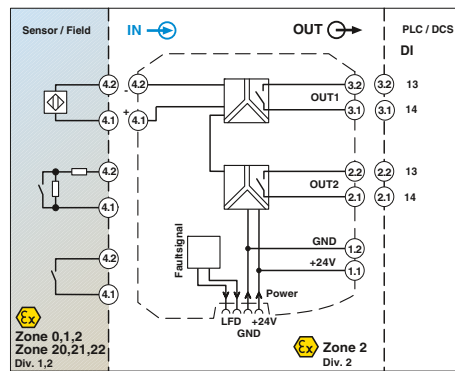 Sensor / Field
IN
OUT
PLC / DCS
DI
4.2
4.2
-
3.2
3.2
13
OUT1
4.1
+
4.1
3.1
3.1
14
4.2
2.2
2.2
13
OUT2
4.1
2.1
2.1
14
Faultsignal
GND
1.2
4.2
+24V
1.1
4.1
Power
LFD
+24V
GND
Ex
Zone 0,1,2
Zone 20,21,22
Div. 1,2
Ex
Zone 2
Div. 2